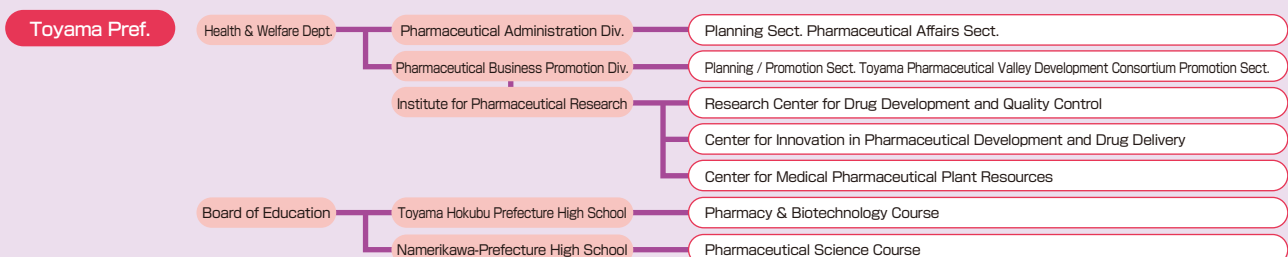 Toyama Pref.
Health & Welfare Dept.
Pharmaceutical Administration Div.
Planning Sect. Pharmaceutical Affairs Sect.
Pharmaceutical Business Promotion Div.
Planning / Promotion Sect. Toyama Pharmaceutical Valley Development Consortium Promotion Sect.
Institute for Pharmaceutical Research
Research Center for Drug Development and Quality Control
Center for Innovation in Pharmaceutical Development and Drug Delivery
Center for Medical Pharmaceutical Plant Resources
Board of Education
Toyama Hokubu Prefecture High School
Pharmacy & Biotechnology Course
Namerikawa-Prefecture High School
Pharmaceutical Science Course